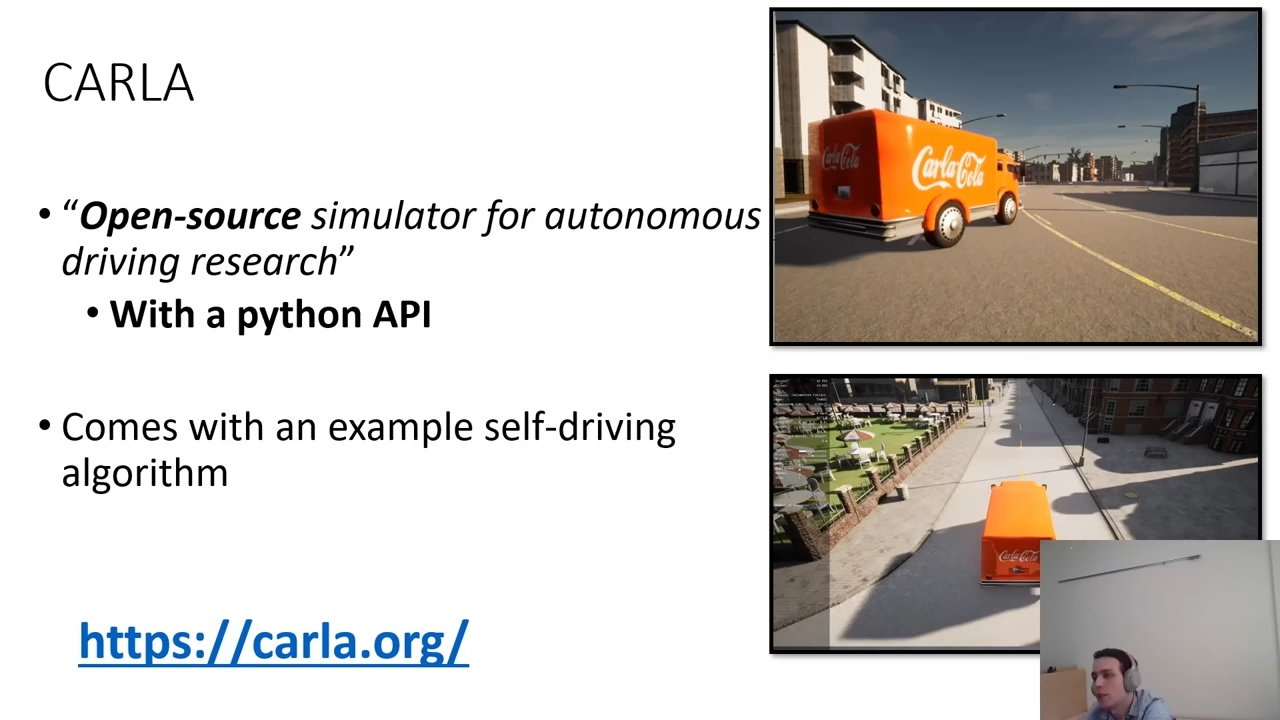 CARLA
• “Open-source simulator for autonomous
driving research”
• With a python API
• Comes with an example self-driving
algorithm
https://carla.org/
Carla Cola
Carla Cola
Carla Cola